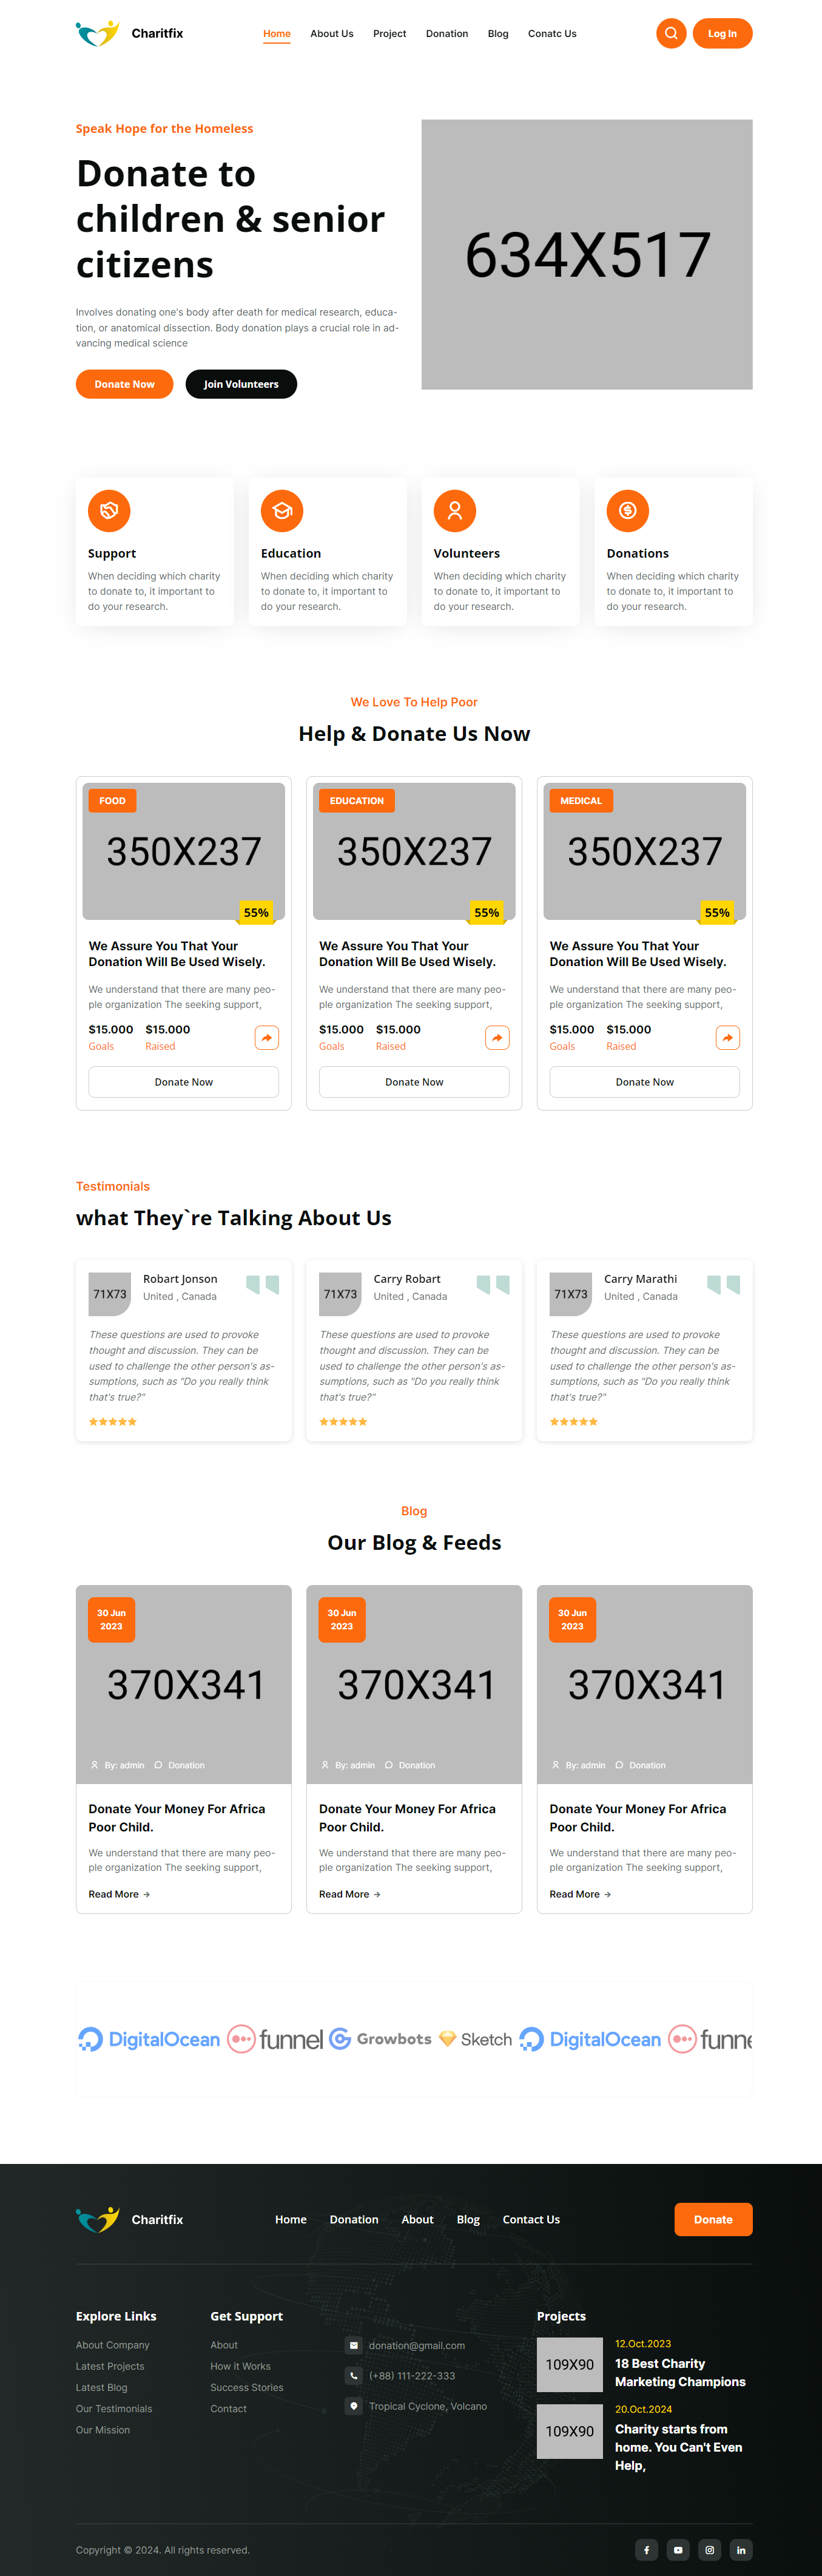 Charitfix
Home About Us Project Donation Blog Conatc Us
Log In
Speak Hope for the Homeless
Donate to
children & senior
citizens
Involves donating one's body after death for medical research, educa-
tion, or anatomical dissection. Body donation plays a crucial role in ad-
vancing medical science
Donate Now
Join Volunteers
634X517
Support
When deciding which charity
to donate to, it important to
do your research.
Education
When deciding which charity
to donate to, it important to
do your research.
Volunteers
When deciding which charity
to donate to, it important to
do your research.
Donations
When deciding which charity
to donate to, it important to
do your research.
We Love To Help Poor
Help & Donate Us Now
FOOD
350X237
55%
We Assure You That Your
Donation Will Be Used Wisely.
We understand that there are many peo-
ple organization The seeking support,
$15.000 $15.000
Goals Raised
Donate Now
EDUCATION
350X237
55%
We Assure You That Your
Donation Will Be Used Wisely.
We understand that there are many peo-
ple organization The seeking support,
$15.000 $15.000
Goals Raised
Donate Now
MEDICAL
350X237
55%
We Assure You That Your
Donation Will Be Used Wisely.
We understand that there are many peo-
ple organization The seeking support,
$15.000 $15.000
Goals Raised
Donate Now
Testimonials
what They`re Talking About Us
71X73
Robart Jonson
United , Canada
These questions are used to provoke
thought and discussion. They can be
used to challenge the other person's as-
sumptions, such as "Do you really think
that's true?"
71X73
Carry Robart
United , Canada
These questions are used to provoke
thought and discussion. They can be
used to challenge the other person's as-
sumptions, such as "Do you really think
that's true?"
71X73
Carry Marathi
United , Canada
These questions are used to provoke
thought and discussion. They can be
used to challenge the other person's as-
sumptions, such as "Do you really think
that's true?"
Blog
Our Blog & Feeds
30 Jun
2023
370X341
By: admin Donation
Donate Your Money For Africa
Poor Child.
We understand that there are many peo-
ple organization The seeking support,
Read More →
30 Jun
2023
370X341
By: admin Donation
Donate Your Money For Africa
Poor Child.
We understand that there are many peo-
ple organization The seeking support,
Read More →
30 Jun
2023
370X341
By: admin Donation
Donate Your Money For Africa
Poor Child.
We understand that there are many peo-
ple organization The seeking support,
Read More →
DigitalOcean funnel Growbots Sketch DigitalOcean funne
Charitfix
Home Donation About Blog Contact Us
Donate
Explore Links
About Company
Latest Projects
Latest Blog
Our Testimonials
Our Mission
Get Support
About
How it Works
Success Stories
Contact
donation@gmail.com
(+88) 111-222-333
Tropical Cyclone, Volcano
Projects
109X90
12.Oct.2023
18 Best Charity
Marketing Champions
109X90
20.Oct.2024
Charity starts from
home. You Can't Even
Help,
Copyright © 2024. All rights reserved.